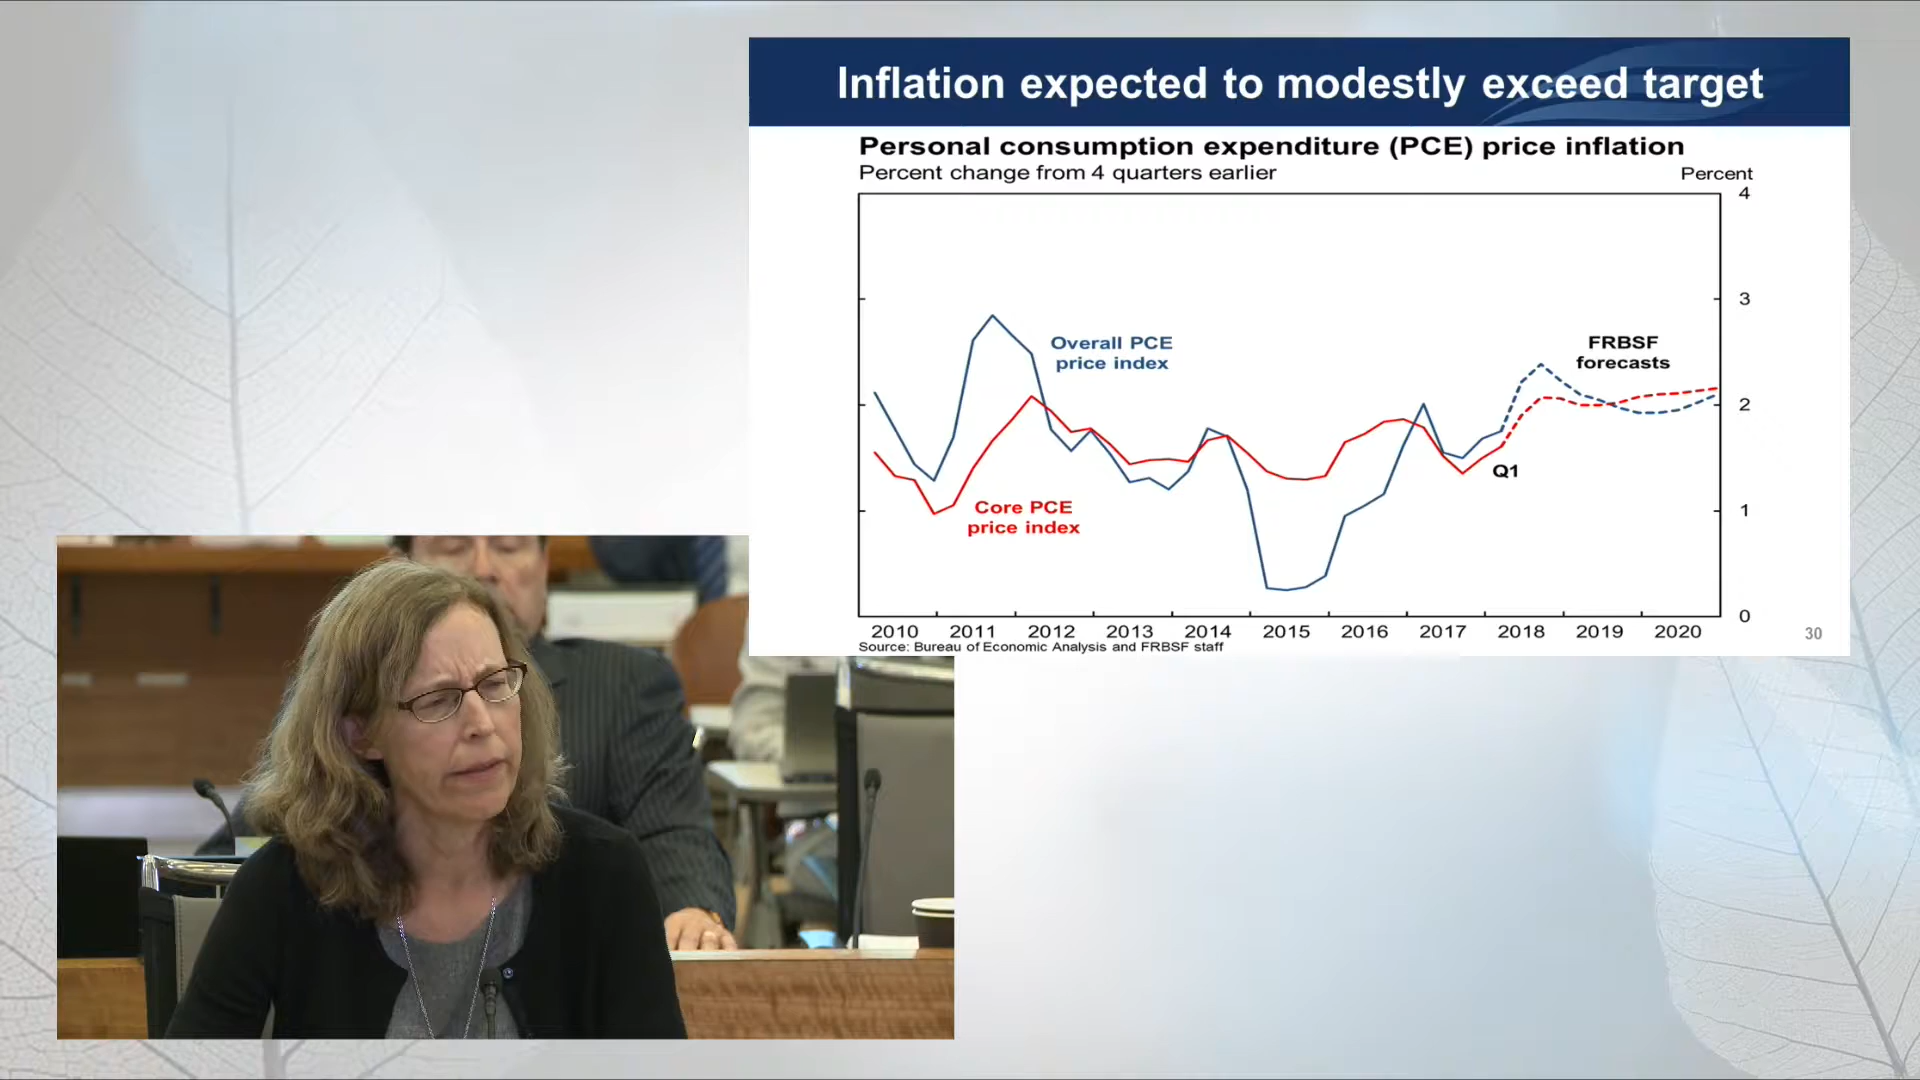 Inflation expected to modestly exceed target
Personal consumption expenditure (PCE) price inflation
Percent change from 4 quarters earlier
Percent
4
3
2
1
0
Overall PCE
price index
FRBSF
forecasts
Q1
Core PCE
price index
2010 2011 2012 2013 2014 2015 2016 2017 2018 2019 2020
Source: Bureau of Economic Analysis and FRBSF staff
30